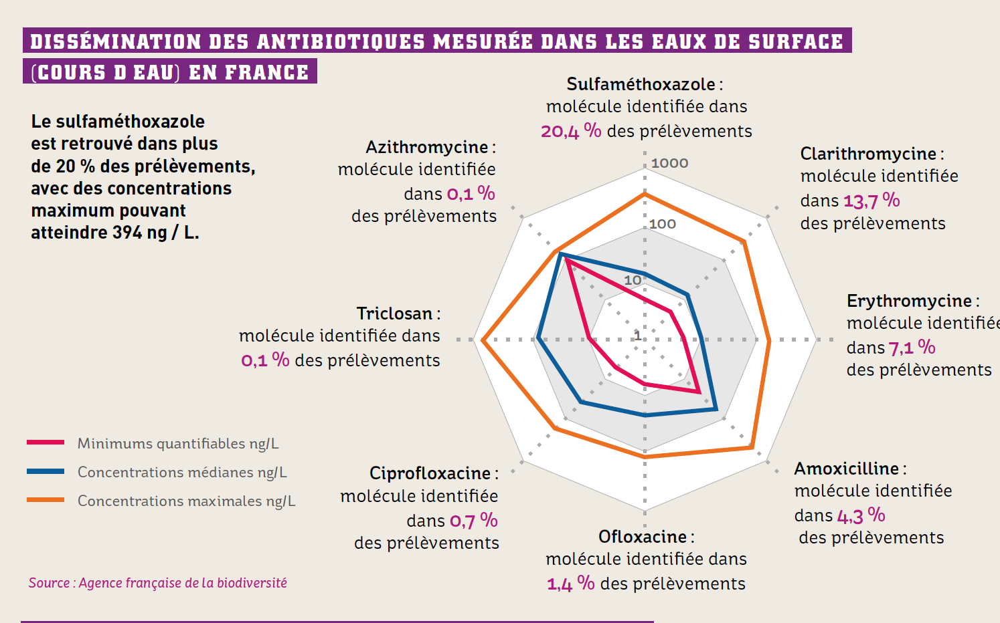 DISSÉMINATION DES ANTIBIOTIQUES MESURÉE DANS LES EAUX DE SURFACE
(COURS D EAU) EN FRANCE
Le sulfaméthoxazole
est retrouvé dans plus
de 20 % des prélèvements,
avec des concentrations
maximum pouvant
atteindre 394 ng / L.
Sulfaméthoxazole :
molécule identifiée dans
20,4 % des prélèvements
Azithromycine :
molécule identifiée
dans 0,1 %
des prélèvements
Clarithromycine :
molécule identifiée
dans 13,7 %
des prélèvements
1000
100
10
1
Triclosan :
molécule identifiée dans
0,1 % des prélèvements
Erythromycine :
molécule identifiée
dans 7,1 %
des prélèvements
Minimums quantifiables ng/L
Concentrations médianes ng/L
Concentrations maximales ng/L
Ciprofloxacine :
molécule identifiée
dans 0,7 %
des prélèvements
Amoxicilline :
molécule identifiée
dans 4,3 %
des prélèvements
Ofloxacine :
molécule identifiée dans
1,4 % des prélèvements
Source : Agence française de la biodiversité